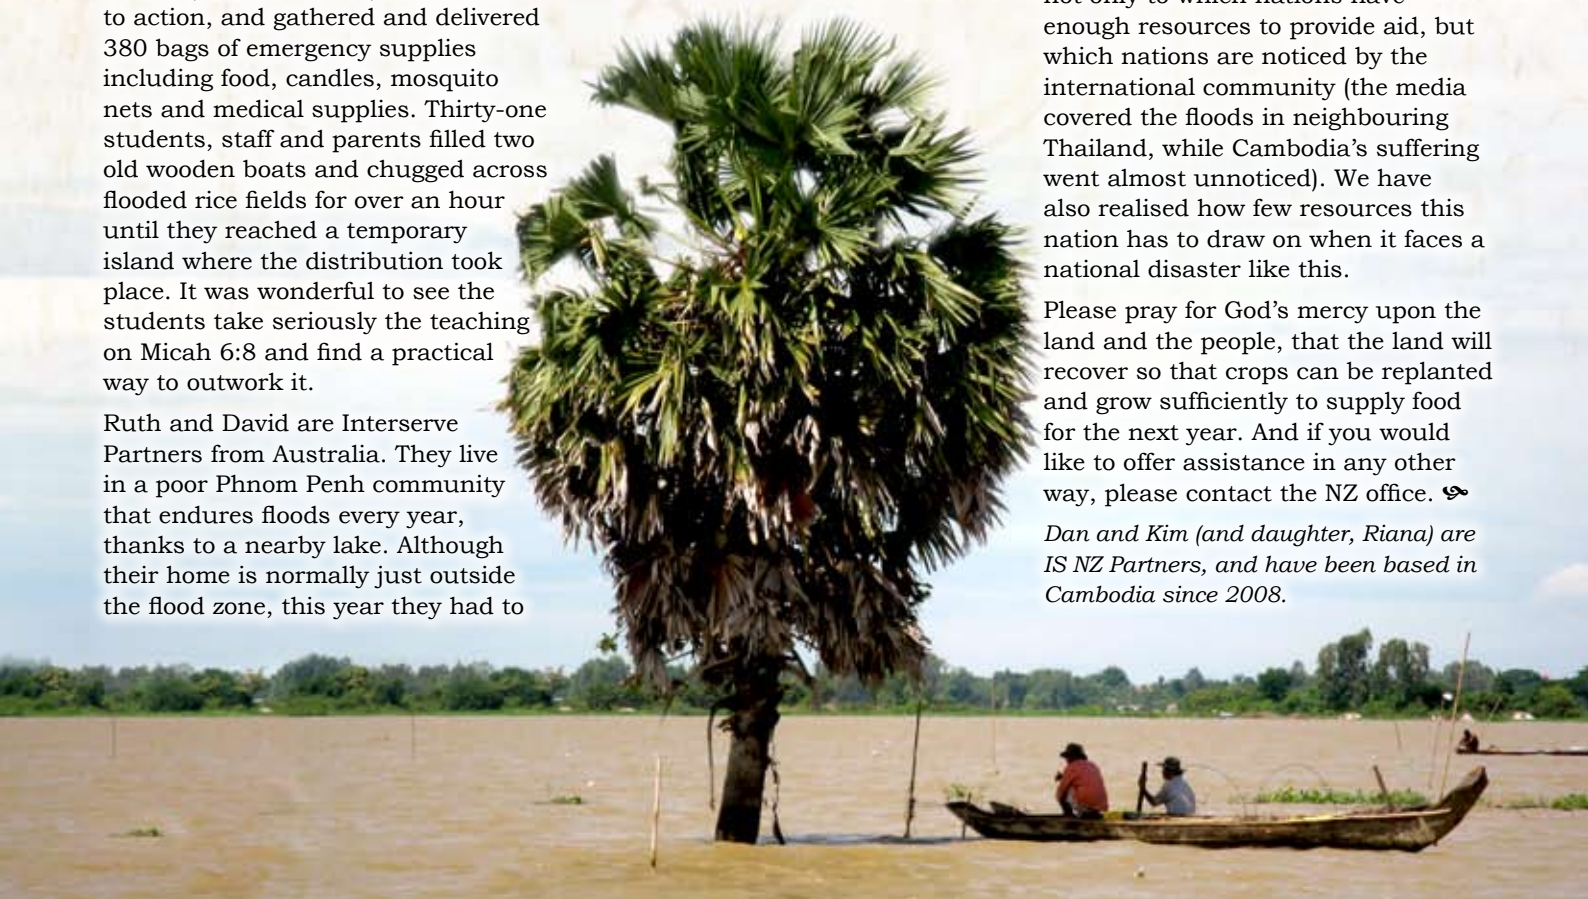 to action, and gathered and delivered
380 bags of emergency supplies
including food, candles, mosquito
nets and medical supplies. Thirty-one
students, staff and parents filled two
old wooden boats and chugged across
flooded rice fields for over an hour
until they reached a temporary
island where the distribution took
place. It was wonderful to see the
students take seriously the teaching
on Micah 6:8 and find a practical
way to outwork it.
Ruth and David are Interserve
Partners from Australia. They live
in a poor Phnom Penh community
that endures floods every year,
thanks to a nearby lake. Although
their home is normally just outside
the flood zone, this year they had to
not only to which nations have
enough resources to provide aid, but
which nations are noticed by the
international community (the media
covered the floods in neighbouring
Thailand, while Cambodia’s suffering
went almost unnoticed). We have
also realised how few resources this
nation has to draw on when it faces a
national disaster like this.
Please pray for God’s mercy upon the
land and the people, that the land will
recover so that crops can be replanted
and grow sufficiently to supply food
for the next year. And if you would
like to offer assistance in any other
way, please contact the NZ office.
Dan and Kim (and daughter, Riana) are
IS NZ Partners, and have been based in
Cambodia since 2008.